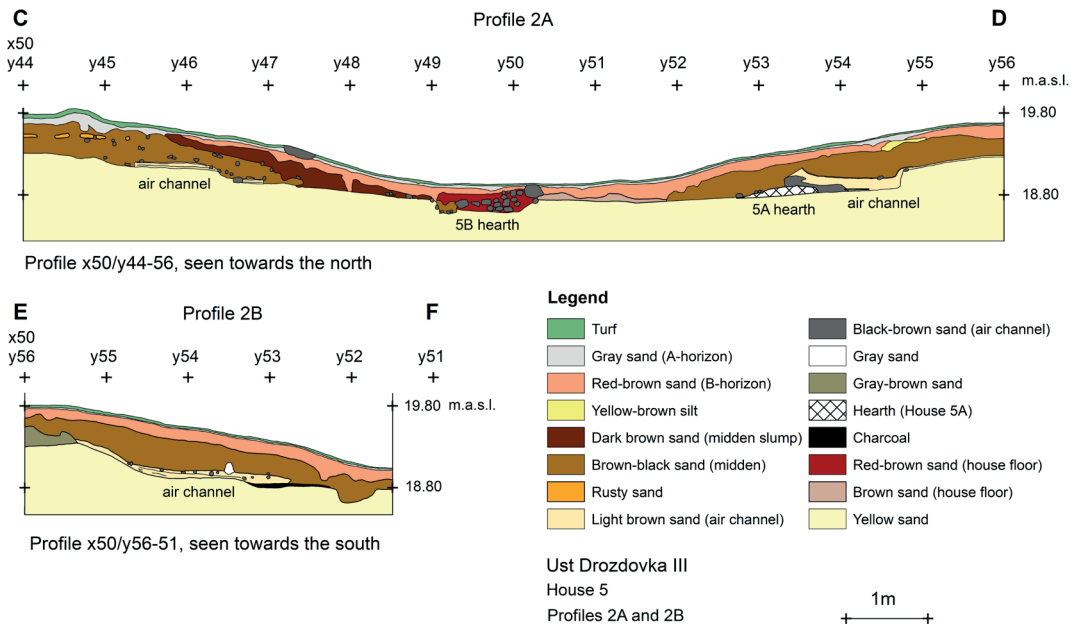 C
Profile 2A
D
x50
y44 y45 y46 y47 y48 y49 y50 y51 y52 y53 y54 y55 y56
m.a.s.l.
19.80
air channel
18.80
5B hearth
5A hearth
air channel
Profile x50/y44-56, seen towards the north
E
Profile 2B
F
x50
y56 y55 y54 y53 y52 y51
19.80 m.a.s.l.
air channel
18.80
Profile x50/y56-51, seen towards the south
Legend
Turf
Gray sand (A-horizon)
Red-brown sand (B-horizon)
Yellow-brown silt
Dark brown sand (midden slump)
Brown-black sand (midden)
Rusty sand
Light brown sand (air channel)
Black-brown sand (air channel)
Gray sand
Gray-brown sand
Hearth (House 5A)
Charcoal
Red-brown sand (house floor)
Brown sand (house floor)
Yellow sand
Ust Drozdovka III
House 5
Profiles 2A and 2B
1m